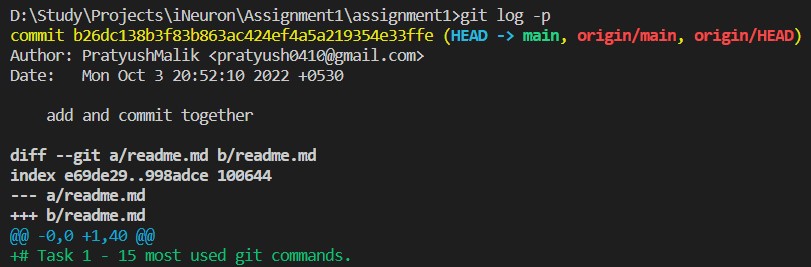 D:\Study\Projects\iNeuron\Assignment1\assignment1>git log -p
commit b26dc138b3f83b863ac424ef4a5a219354e33ffe (HEAD -> main, origin/main, origin/HEAD)
Author: PratyushMalik <pratyush0410@gmail.com>
Date:   Mon Oct 3 20:52:10 2022 +0530
    add and commit together
diff --git a/readme.md b/readme.md
index e69de29..998adce 100644
--- a/readme.md
+++ b/readme.md
@@ -0,0 +1,40 @@
+# Task 1 - 15 most used git commands.